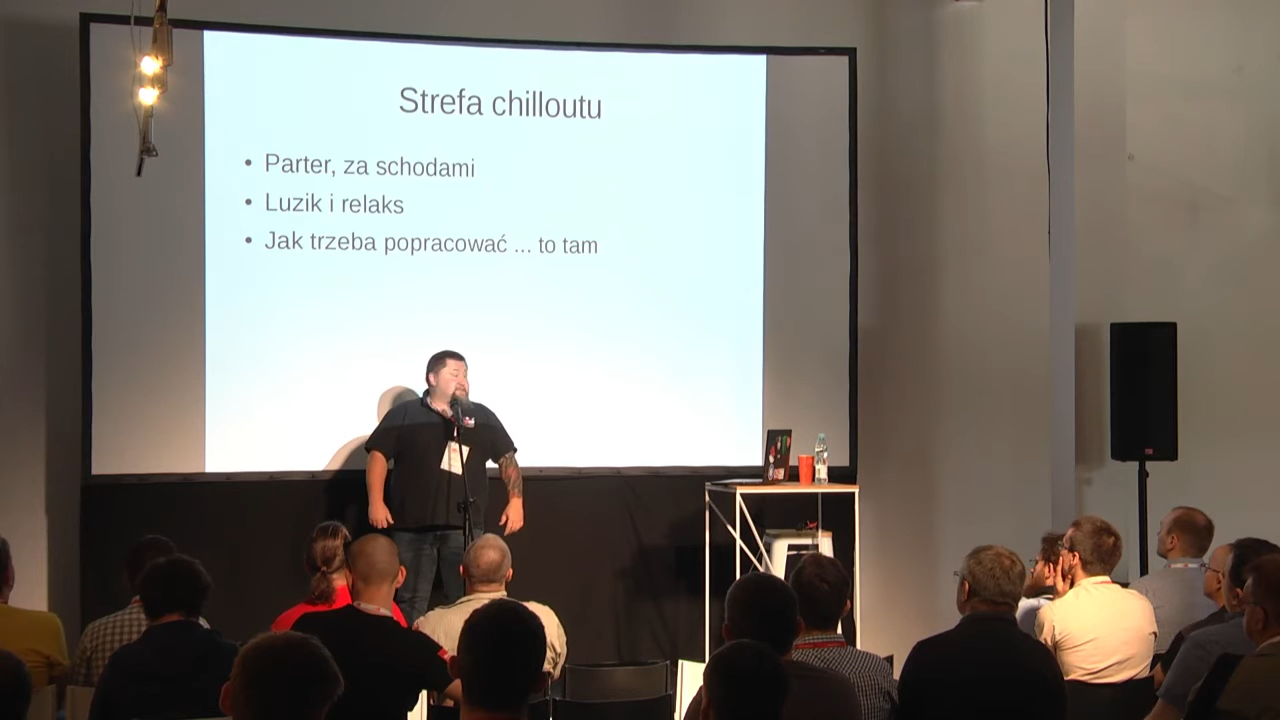 Strefa chilloutu
• Parter, za schodami
• Luzik i relaks
• Jak trzeba popracować ... to tam